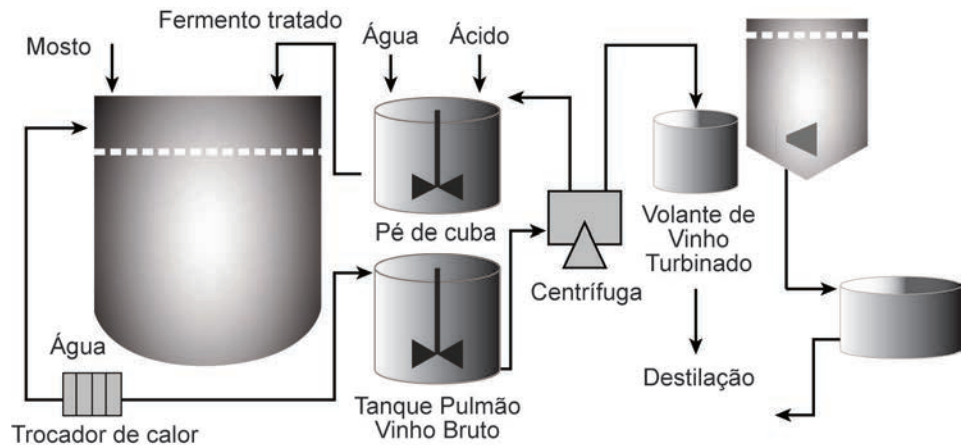 Fermento tratado
Mosto
Água
Ácido
Pé de cuba
Centrífuga
Volante de
Vinho
Turbinado
Água
Trocador de calor
Tanque Pulmão
Vinho Bruto
Destilação